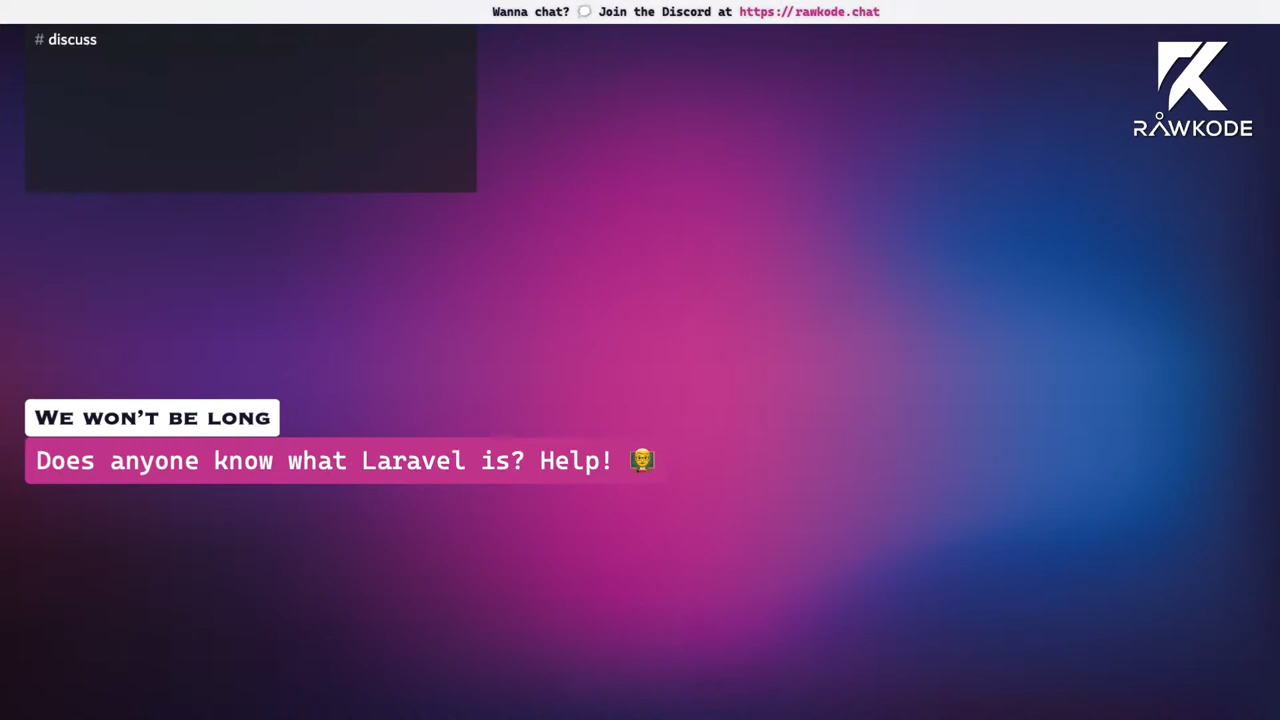 Wanna chat? 💭 Join the Discord at https://rawkode.chat
# discuss
RÅWKODE
We won’t be long
Does anyone know what Laravel is? Help! 👨‍🏫